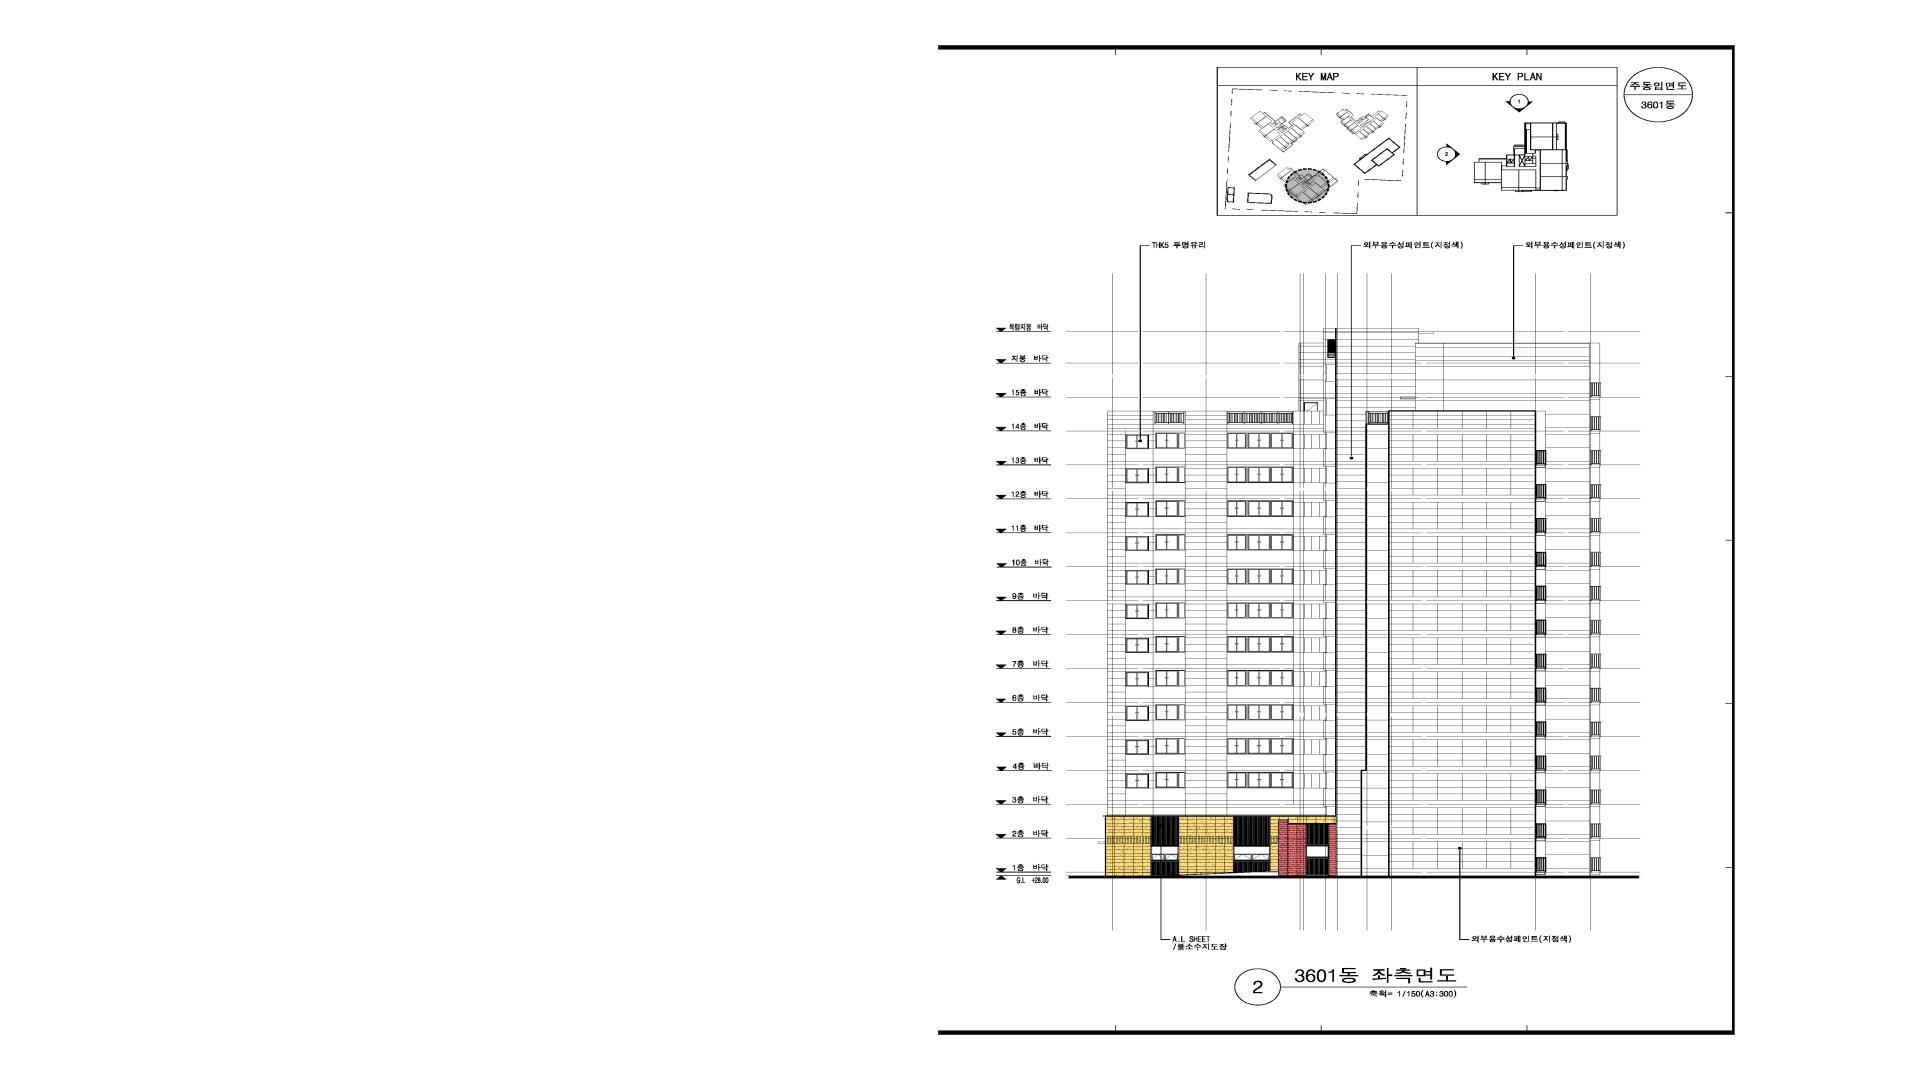 KEY MAP
KEY PLAN
주동입면도
3601동
1
2
THK5 투명유리
외부용수성페인트(지정색)
외부용수성페인트(지정색)
옥탑지붕 바닥
지붕 바닥
15층 바닥
14층 바닥
13층 바닥
12층 바닥
11층 바닥
10층 바닥
9층 바닥
8층 바닥
7층 바닥
6층 바닥
5층 바닥
4층 바닥
3층 바닥
2층 바닥
1층 바닥
G.L +28.00
A.L SHEET
/불소수지도장
외부용수성페인트(지정색)
2
3601동 좌측면도
축척= 1/150(A3:300)